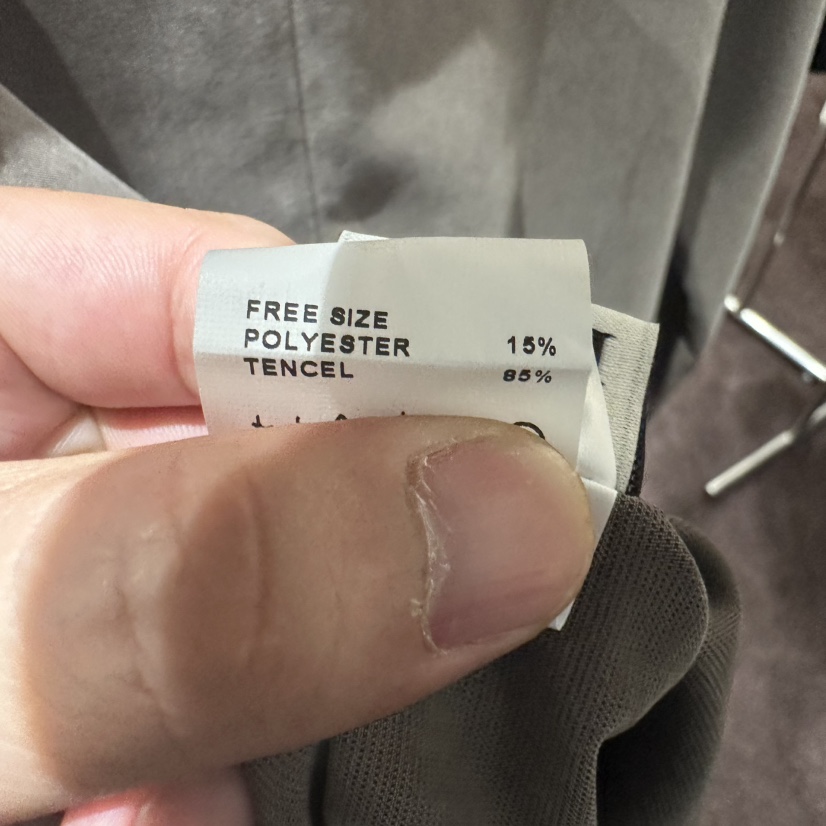 FREE SIZE
POLYESTER 15%
TENCEL 85%